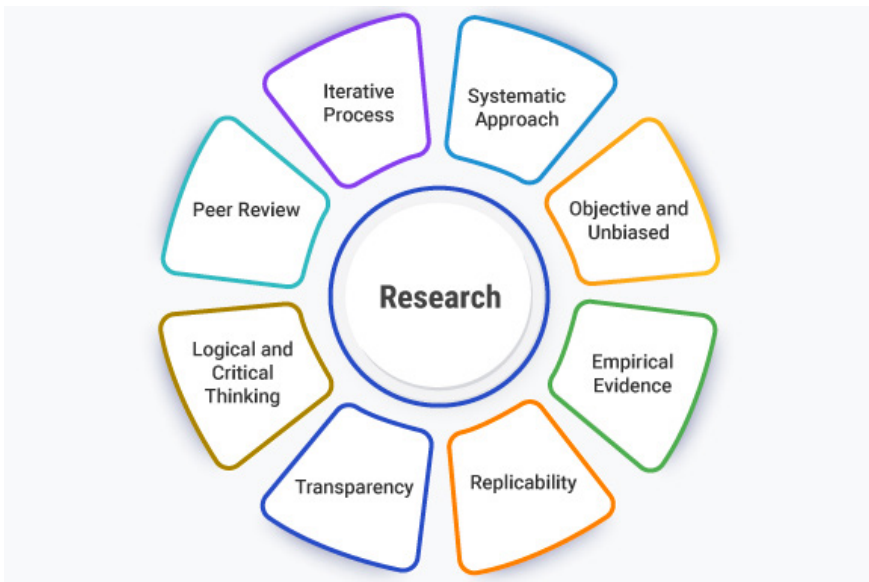 Research
Systematic
Approach
Objective and
Unbiased
Empirical
Evidence
Replicability
Transparency
Logical and
Critical
Thinking
Peer Review
Iterative
Process